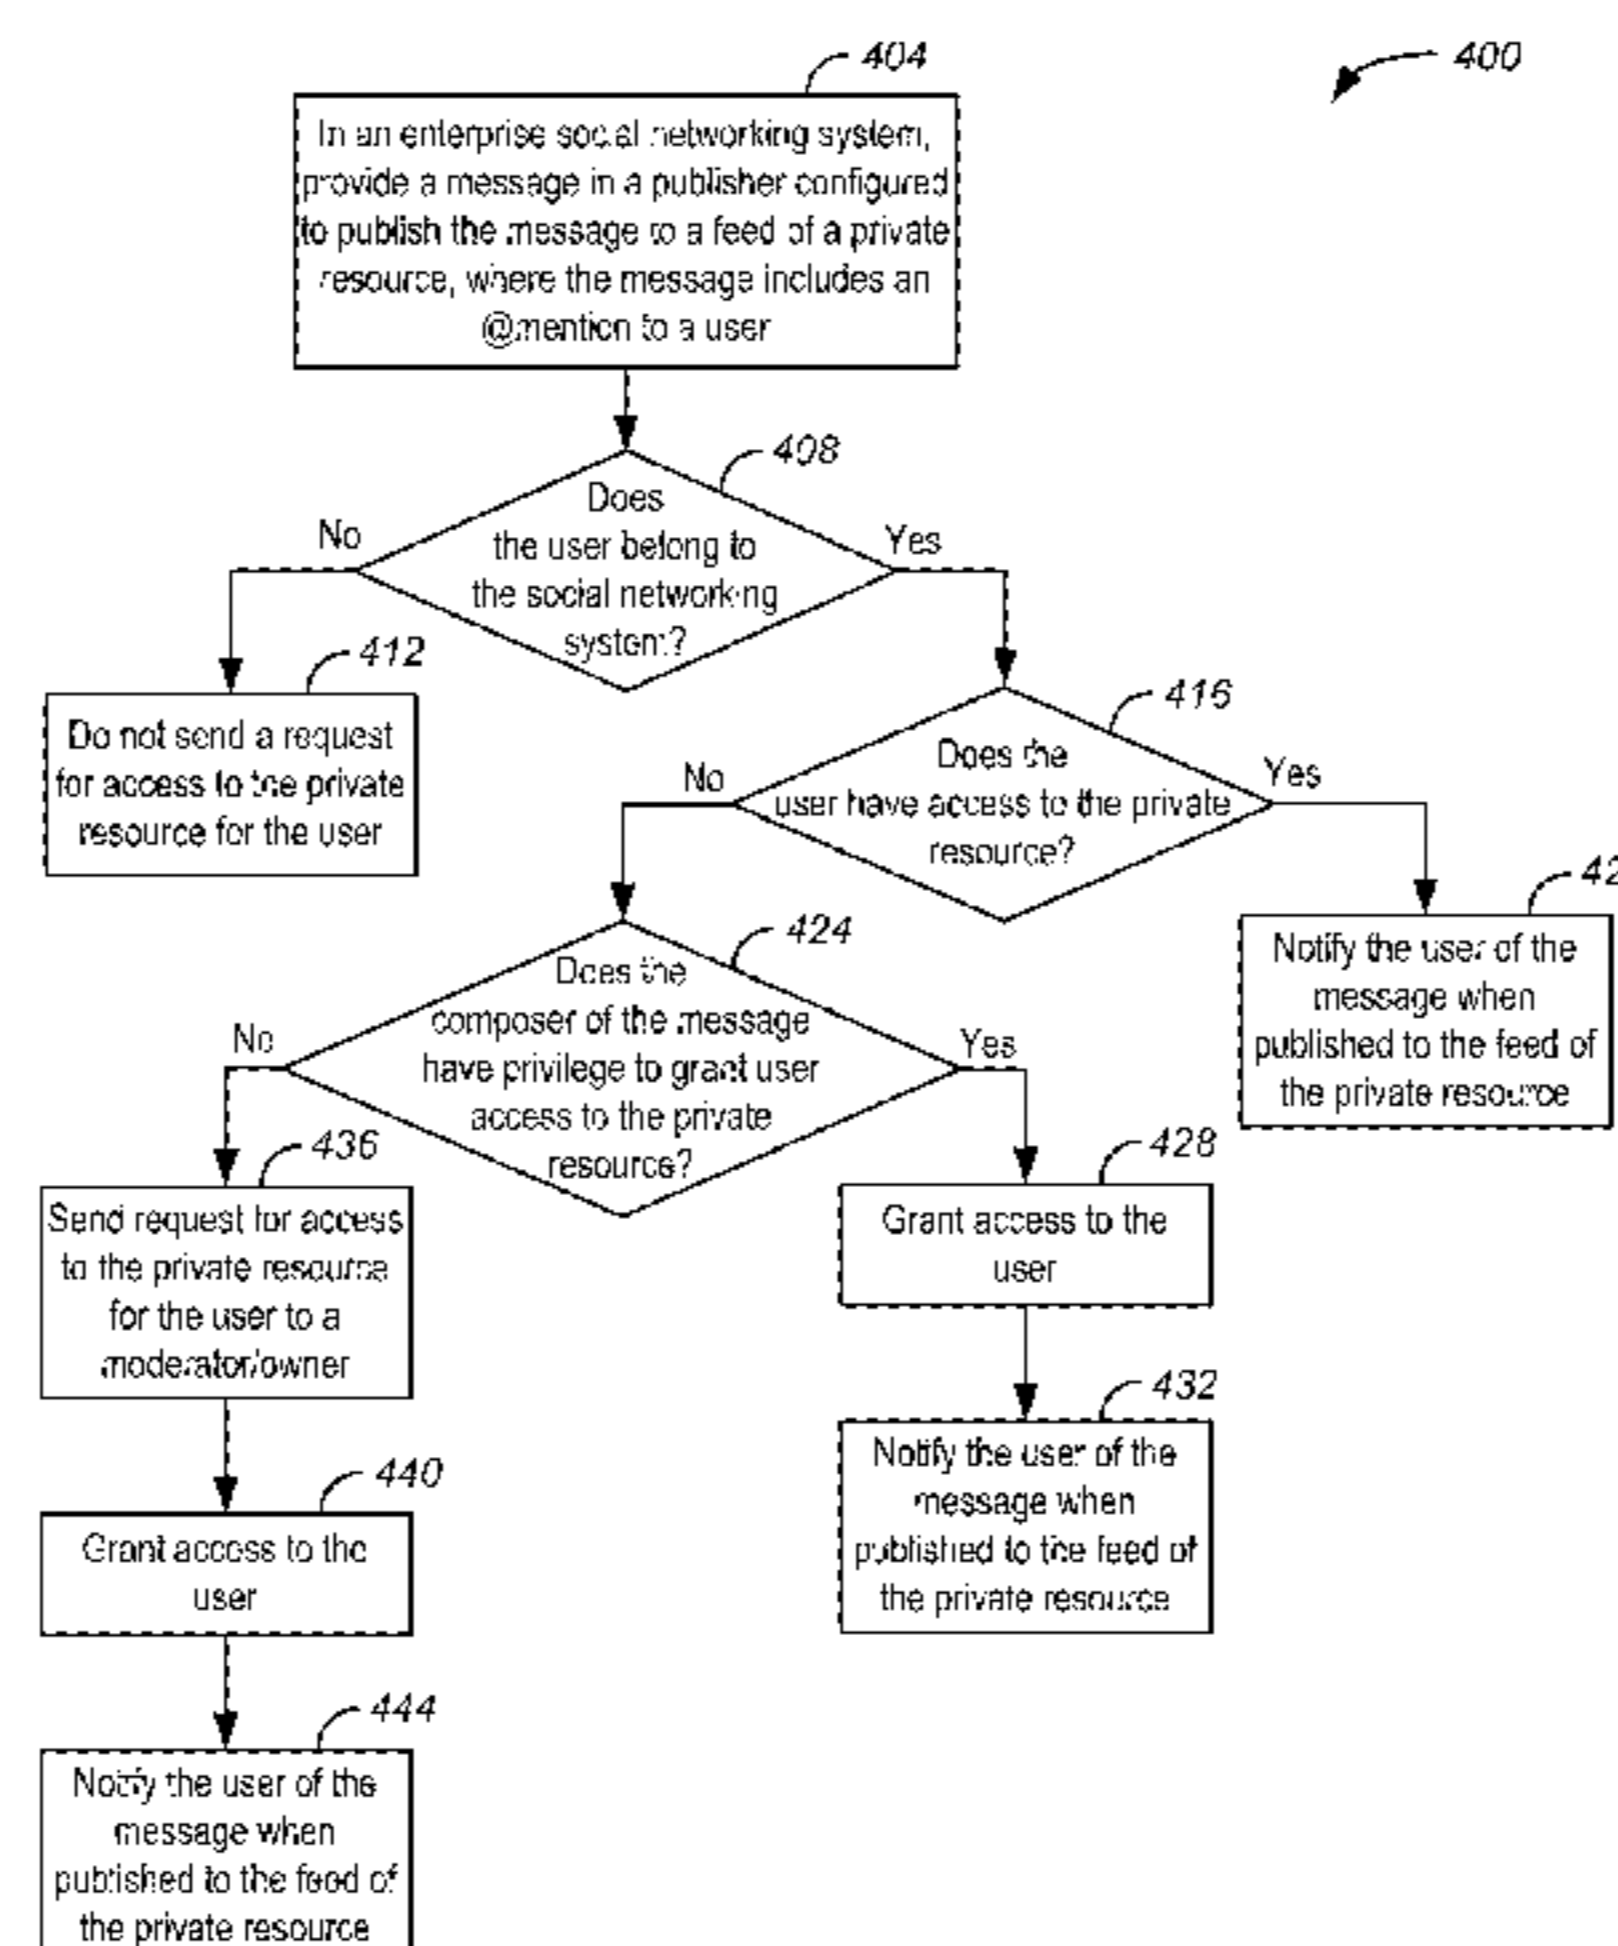 404
400
In an enterprise social networking system,
provide a message in a publisher configured
to publish the message to a feed of a private
resource, where the message includes an
@mention to a user
408
Does
the user belong to
the social networking
system?
No
Yes
412
Do not send a request
for access to the private
resource for the user
416
Does the
user have access to the private
resource?
No
Yes
42
Notify the user of the
message when
published to the feed of
the private resource
424
Does the
composer of the message
have privilege to grant user
access to the private
resource?
No
Yes
436
Send request for access
to the private resource
for the user to a
moderator/owner
428
Grant access to the
user
432
Notify the user of the
message when
published to the feed of
the private resource
440
Grant access to the
user
444
Notify the user of the
message when
published to the feed of
the private resource